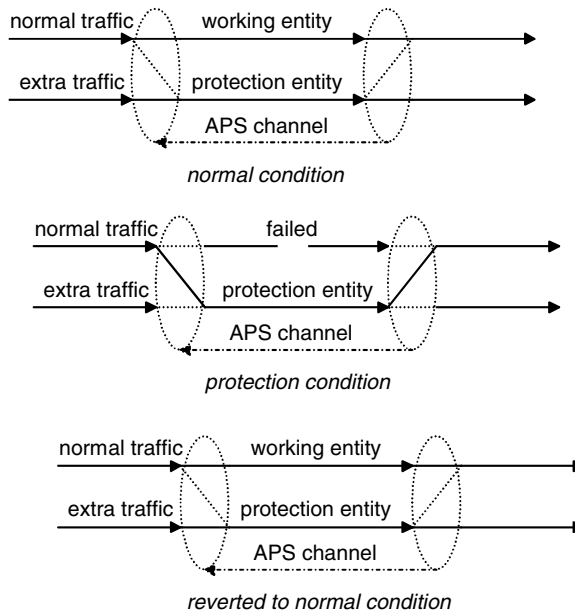 normal traffic working entity
extra traffic protection entity
APS channel
normal condition
normal traffic failed
extra traffic protection entity
APS channel
protection condition
normal traffic working entity
extra traffic protection entity
APS channel
reverted to normal condition